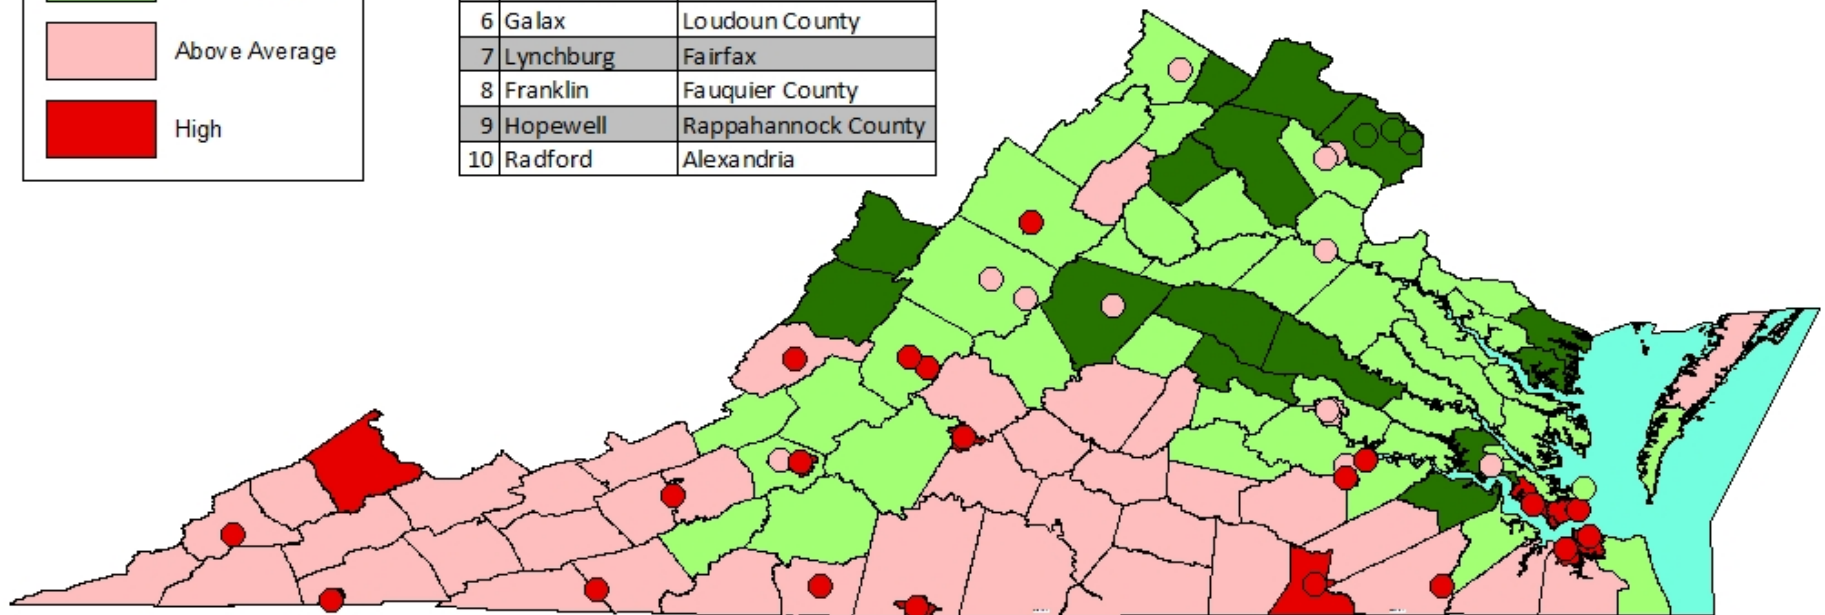 Above Average
High
6 Galax Loudoun County
7 Lynchburg Fairfax
8 Franklin Fauquier County
9 Hopewell Rappahannock County
10 Radford Alexandria